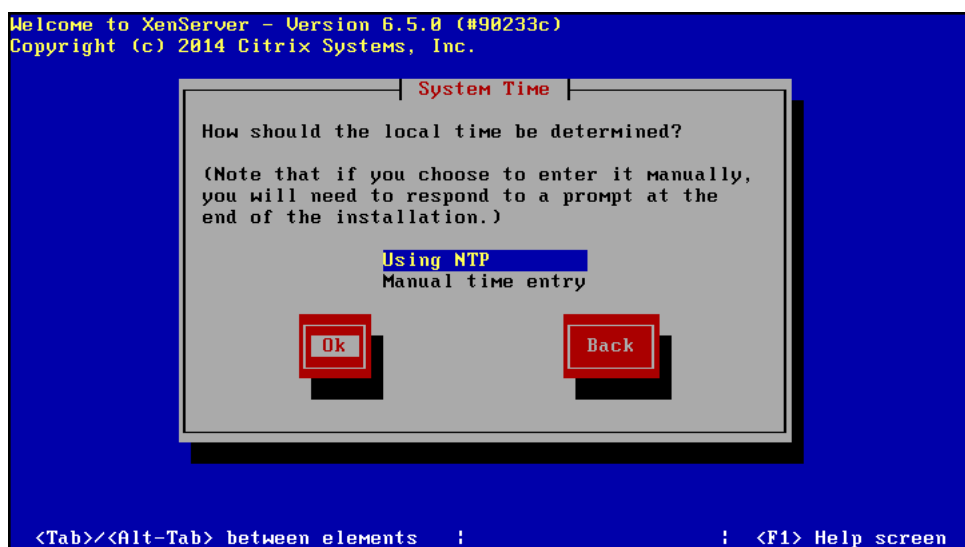 Welcome to XenServer - Version 6.5.0 (#90233c)
Copyright (c) 2014 Citrix Systems, Inc.
System Time
How should the local time be determined?
(Note that if you choose to enter it manually,
you will need to respond to a prompt at the
end of the installation.)
Using NTP
Manual time entry
Ok Back
<Tab>/<Alt-Tab> between elements ¦ ¦ <F1> Help screen